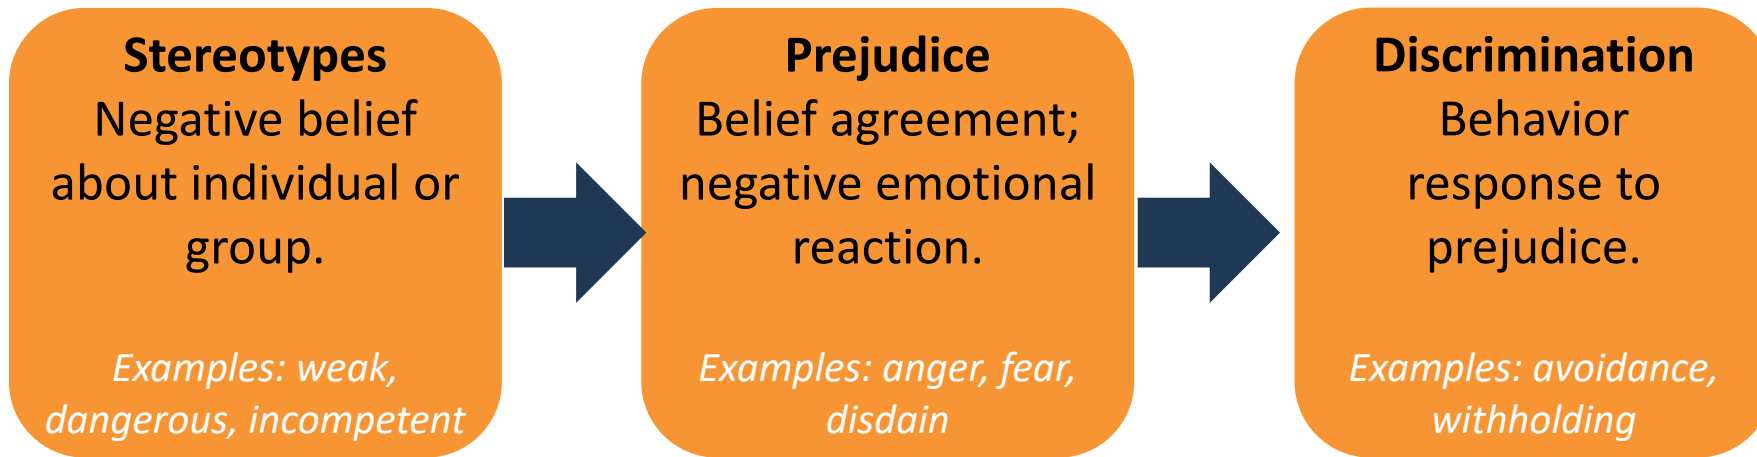 Stereotypes
Negative belief
about individual or
group.
Examples: weak,
dangerous, incompetent
Prejudice
Belief agreement;
negative emotional
reaction.
Examples: anger, fear,
disdain
Discrimination
Behavior
response to
prejudice.
Examples: avoidance,
withholding